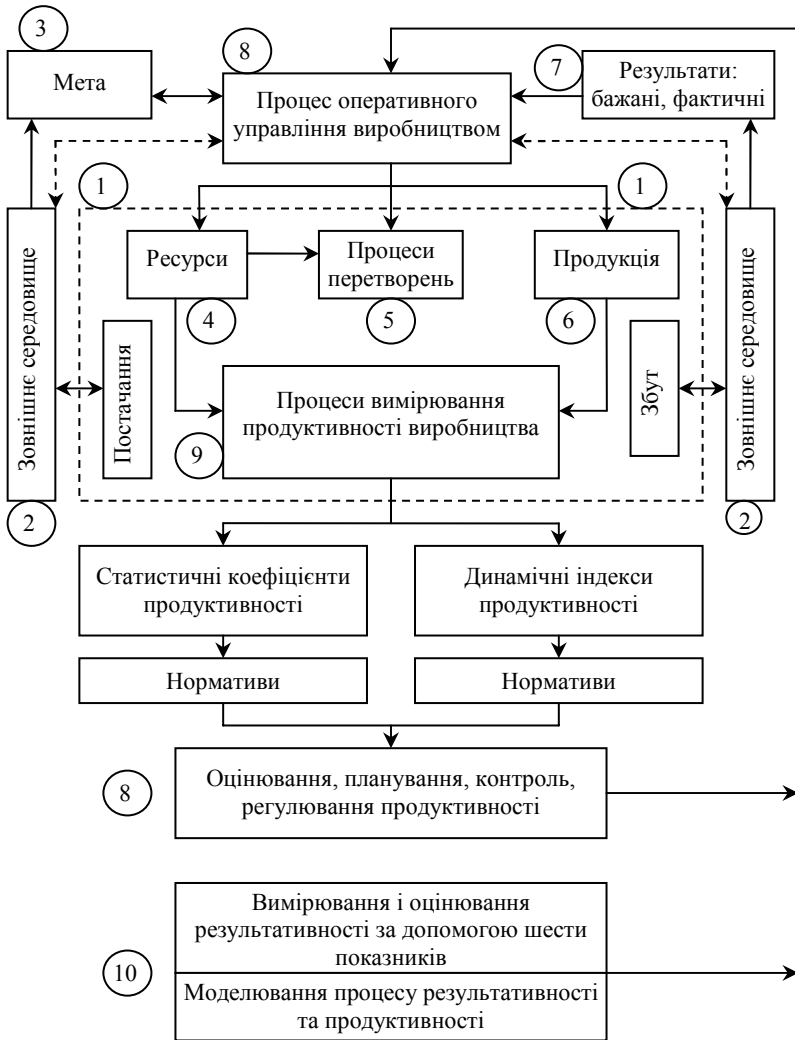 3
8
7
Мета
Процес оперативного
управління виробництвом
Результати:
бажані, фактичні
1
1
Зовнішнє середовище
Ресурси
Процеси
перетворень
Продукція
Зовнішнє середовище
4
5
6
Постачання
Процеси вимірювання
продуктивності виробництва
Збут
9
2
2
Статистичні коефіцієнти
продуктивності
Динамічні індекси
продуктивності
Нормативи
Нормативи
8
Оцінювання, планування, контроль,
регулювання продуктивності
10
Вимірювання і оцінювання
результативності за допомогою шести
показників
Моделювання процесу результативності
та продуктивності